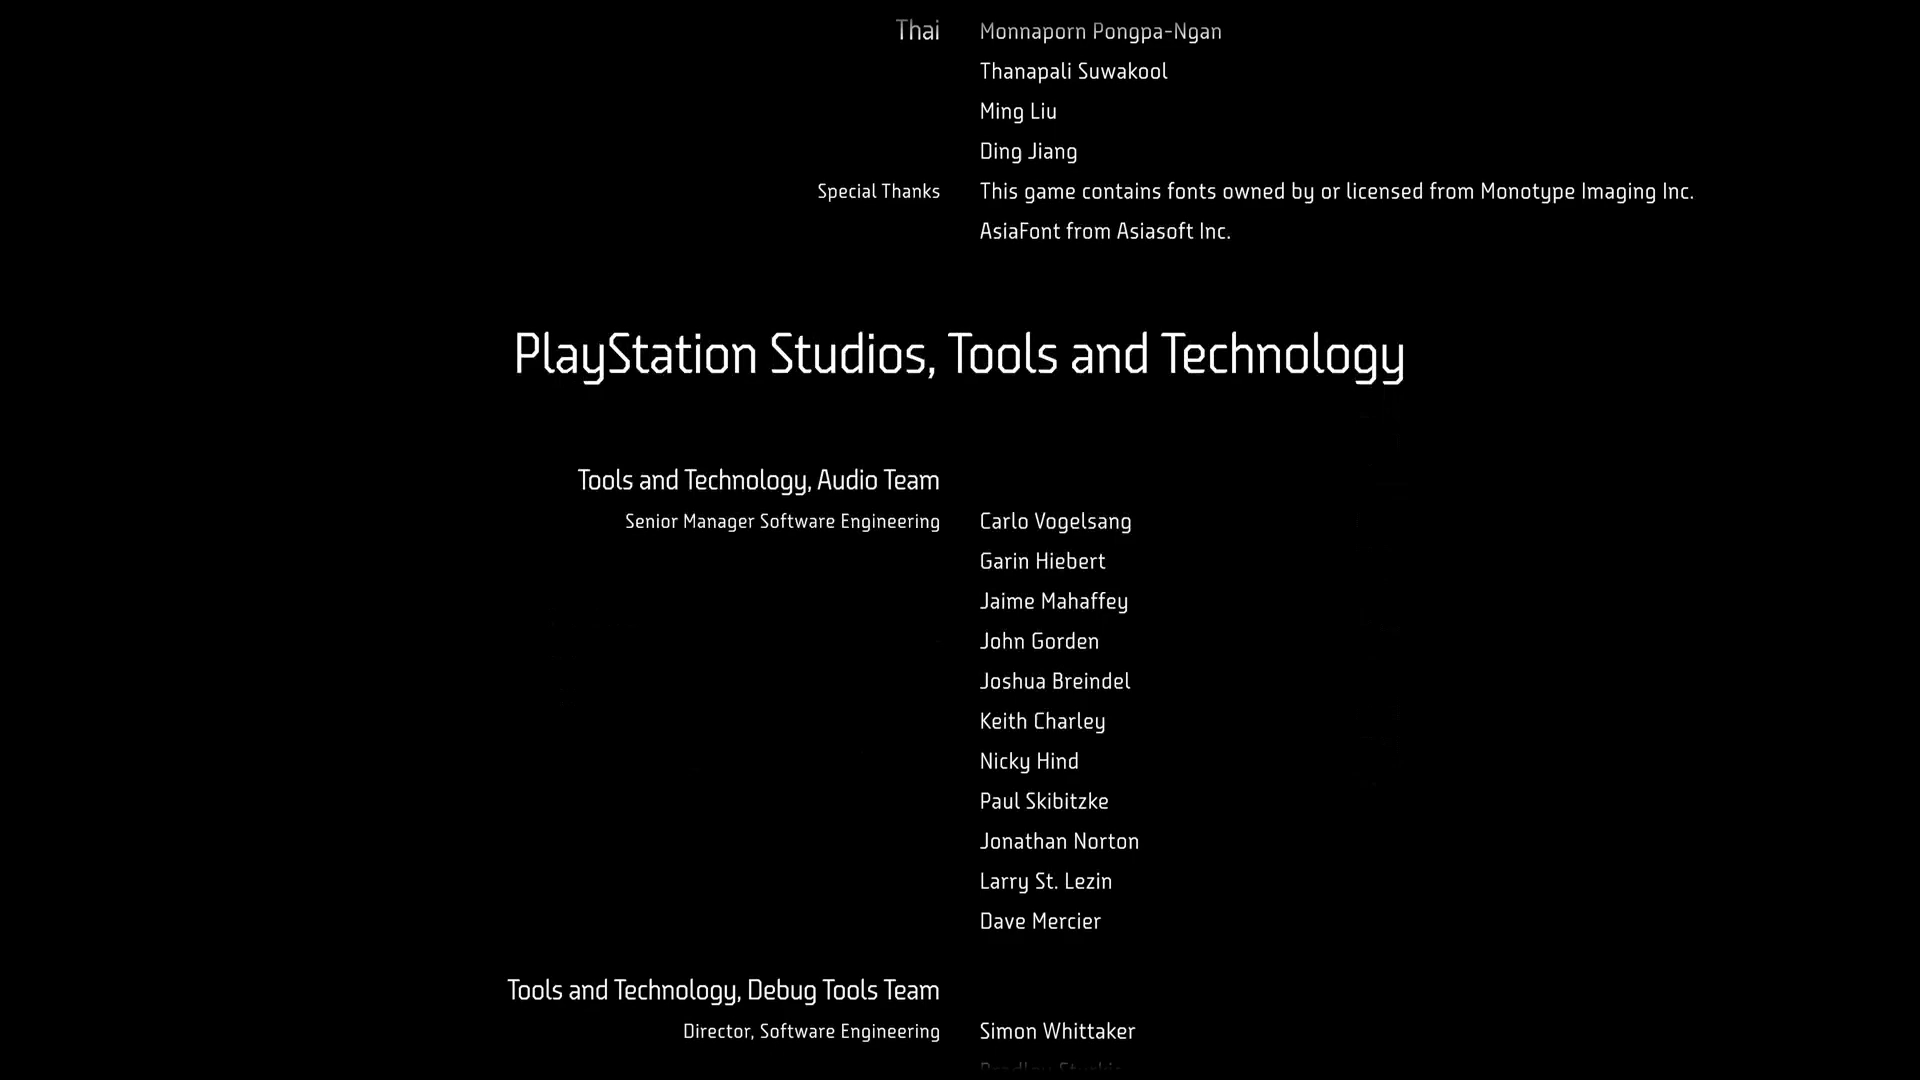 Thai Monnaporn Pongpa-Ngan
Thanapali Suwakool
Ming Liu
Ding Jiang
Special Thanks This game contains fonts owned by or licensed from Monotype Imaging Inc.
AsiaFont from Asiasoft Inc.
PlayStation Studios, Tools and Technology
Tools and Technology, Audio Team
Senior Manager Software Engineering Carlo Vogelsang
Garin Hiebert
Jaime Mahaffey
John Gorden
Joshua Breindel
Keith Charley
Nicky Hind
Paul Skibitzke
Jonathan Norton
Larry St. Lezin
Dave Mercier
Tools and Technology, Debug Tools Team
Director, Software Engineering Simon Whittaker